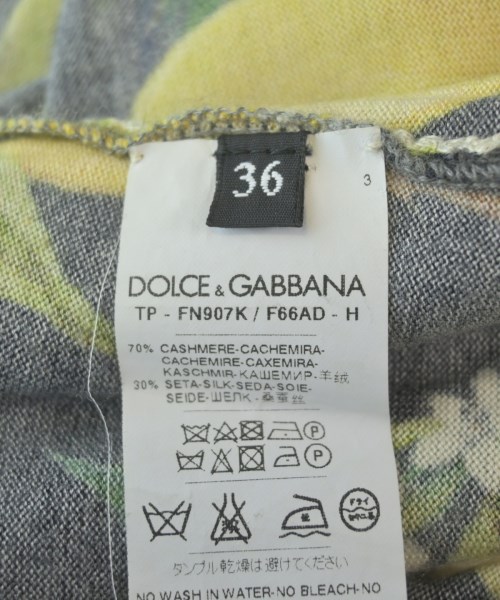 36
3
DOLCE & GABBANA
TP - FN907K / F66AD - H
70% CASHMERE-CACHEMIRA-
CACHEMIRE-CAXEMIRA-
KASCHMIR-КАШЕМИР-羊绒
30% SETA-SILK-SEDA-SOIE-
SEIDE-ШЕЛК-桑蚕丝
P
P
ドライ
タンブル乾燥は避けてください
NO WASH IN WATER-NO BLEACH-NO